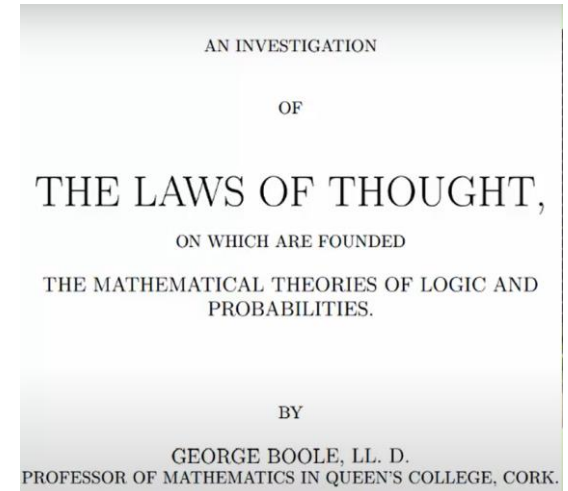 AN INVESTIGATION
OF
THE LAWS OF THOUGHT,
ON WHICH ARE FOUNDED
THE MATHEMATICAL THEORIES OF LOGIC AND
PROBABILITIES.
BY
GEORGE BOOLE, LL. D.
PROFESSOR OF MATHEMATICS IN QUEEN'S COLLEGE, CORK.